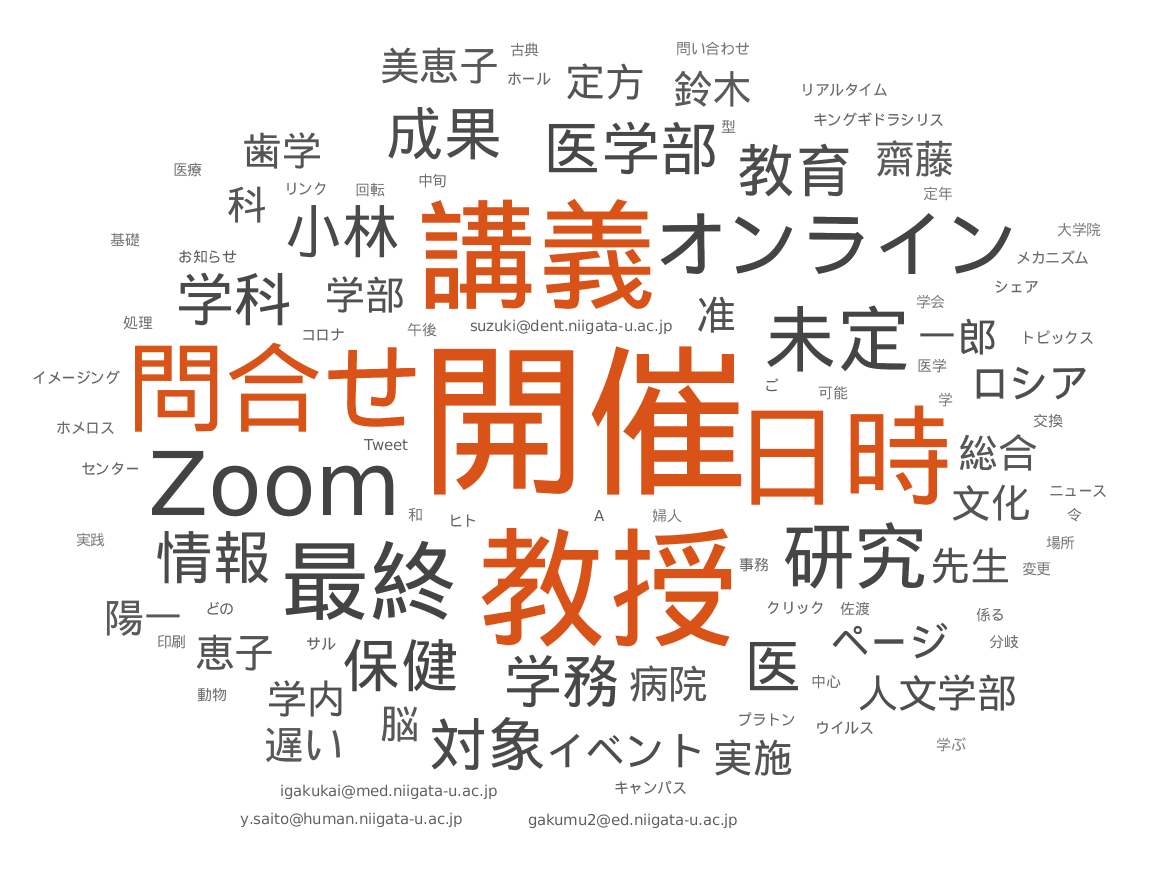 美恵子 古典 問い合わせ
ホール 定方 鈴木 リアルタイム
成果 医学部 型 キングギドラシリス
歯学 教育 齋藤
医療 リンク 回転 中旬 定年
科 小林 講義 オンライン 大学院
基礎 お知らせ メカニズム
学科 学部 准 学会 シェア
処理 コロナ 午後 suzuki@dent.niigata-u.ac.jp 未定 一郎 トピックス
イメージング 問合せ 開催 ご 可能 医学 ロシア
ホメロス 日時 学 交換
センター Tweet 総合
Zoom 文化 ニュース
和 ヒト A 婦人 令
実践 情報 最終 教授 事務 研究 先生 場所
変更
陽一 どの クリック 佐渡 係る
印刷 恵子 サル ページ 分岐
動物 保健 学務 病院 医 中心 人文学部
学内 脳 プラトン ウイルス
遅い 対象 イベント 実施 学ぶ
igakukai@med.niigata-u.ac.jp キャンパス
y.saito@human.niigata-u.ac.jp gakumu2@ed.niigata-u.ac.jp